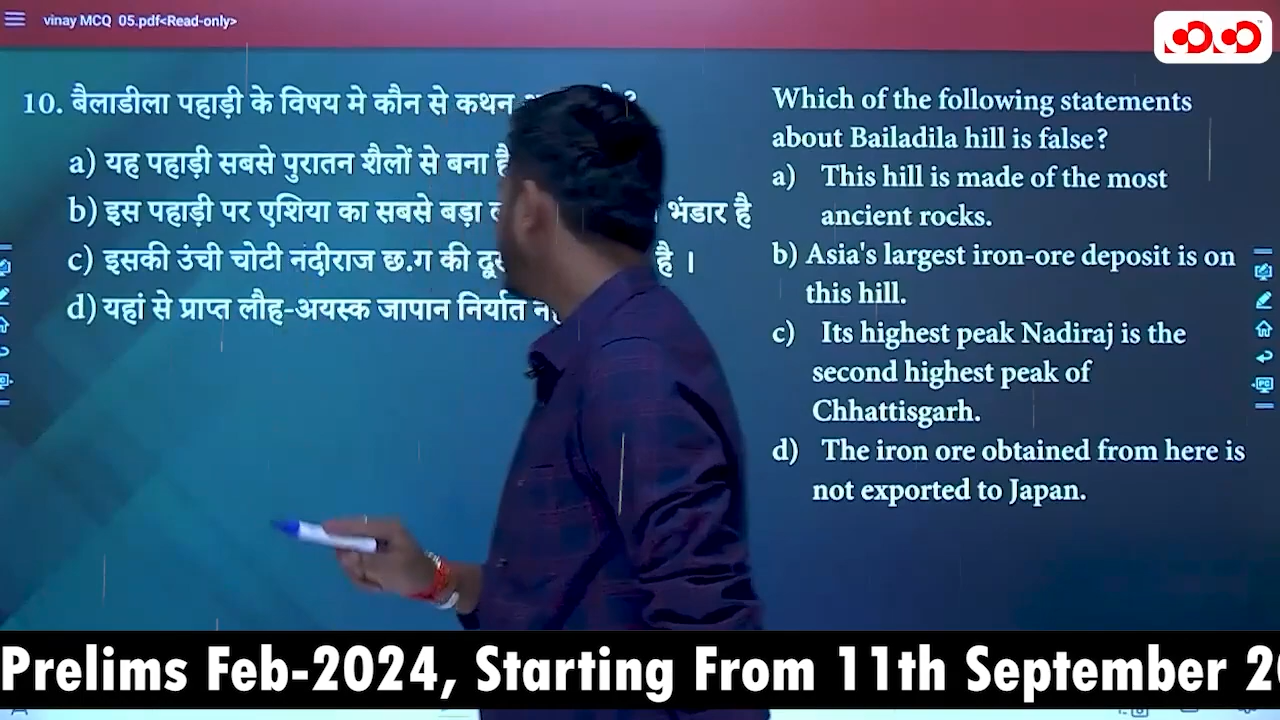 vinay MCQ 05.pdf<Read-only>
10. बैलाडीला पहाड़ी के विषय मे कौन से कथन
a) यह पहाड़ी सबसे पुरातन शैलों से बना
b) इस पहाड़ी पर एशिया का सबसे बड़ा भंडार है
c) इसकी उंची चोटी नदीराज छ.ग की है ।
d) यहां से प्राप्त लौह-अयस्क जापान निर्यात
Which of the following statements
about Bailadila hill is false?
a) This hill is made of the most
ancient rocks.
b) Asia's largest iron-ore deposit is on
this hill.
c) Its highest peak Nadiraj is the
second highest peak of
Chhattisgarh.
d) The iron ore obtained from here is
not exported to Japan.
Prelims Feb-2024, Starting From 11th September